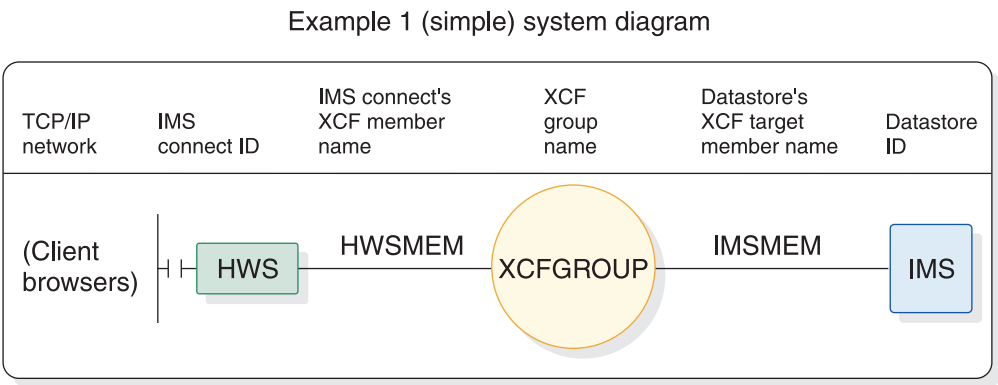 Example 1 (simple) system diagram
TCP/IP
network
IMS
connect ID
IMS connect's
XCF member
name
XCF
group
name
Datastore's
XCF target
member name
Datastore
ID
(Client
browsers)
HWS
HWSMEM
XCFGROUP
IMSMEM
IMS